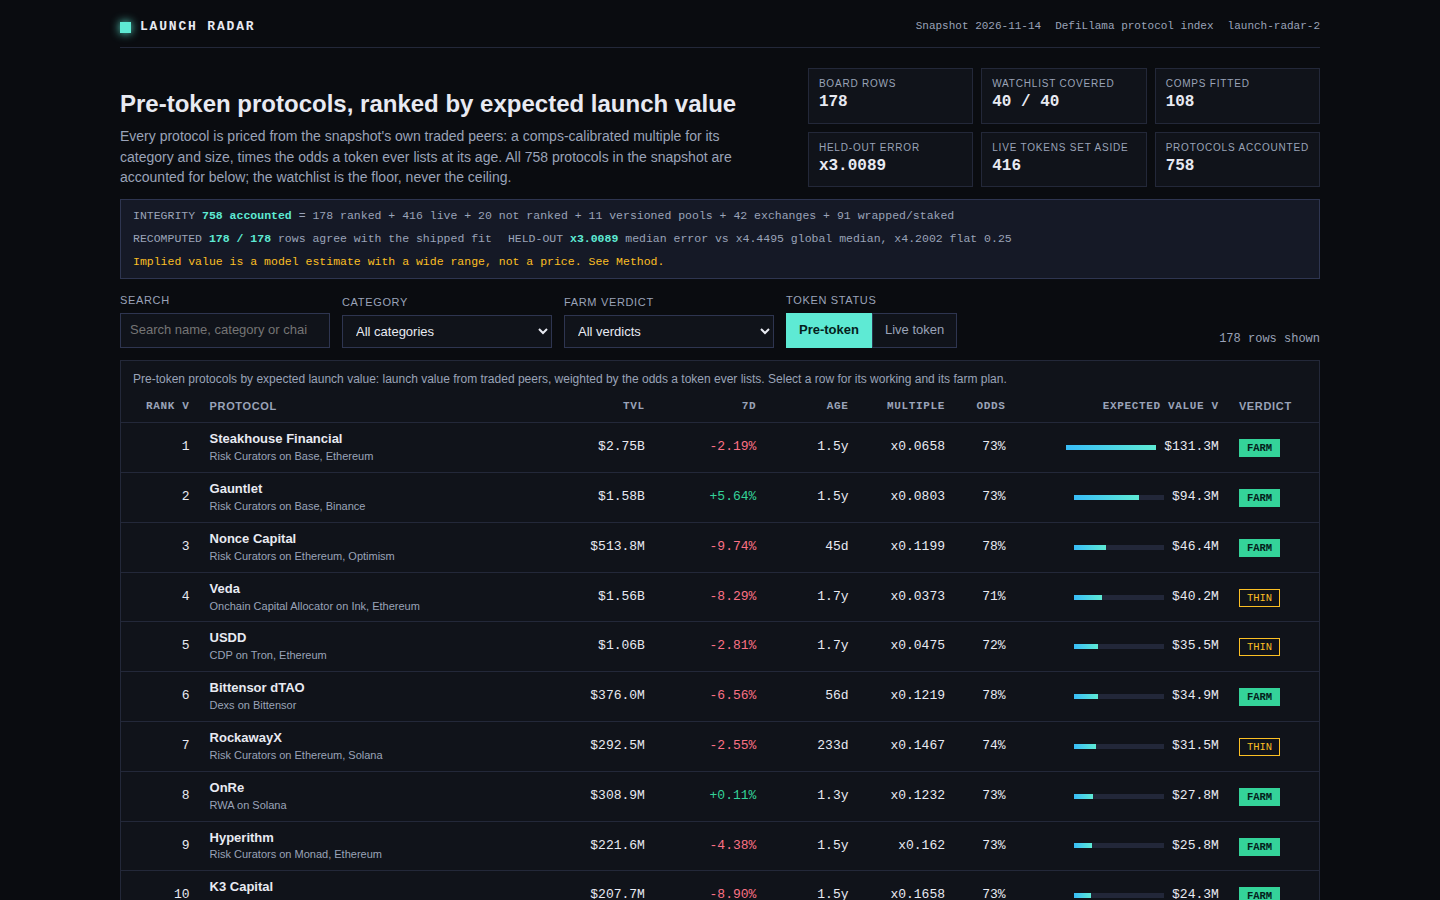 LAUNCH RADAR
Snapshot 2026-11-14 DefiLlama protocol index launch-radar-2
Pre-token protocols, ranked by expected launch value
Every protocol is priced from the snapshot's own traded peers: a comps-calibrated multiple for its
category and size, times the odds a token ever lists at its age. All 758 protocols in the snapshot are
accounted for below; the watchlist is the floor, never the ceiling.
BOARD ROWS
178
WATCHLIST COVERED
40 / 40
COMPS FITTED
108
HELD-OUT ERROR
x3.0089
LIVE TOKENS SET ASIDE
416
PROTOCOLS ACCOUNTED
758
INTEGRITY 758 accounted = 178 ranked + 416 live + 20 not ranked + 11 versioned pools + 42 exchanges + 91 wrapped/staked
RECOMPUTED 178 / 178 rows agree with the shipped fit HELD-OUT x3.0089 median error vs x4.4495 global median, x4.2002 flat 0.25
Implied value is a model estimate with a wide range, not a price. See Method.
SEARCH
Search name, category or chai
CATEGORY
All categories
FARM VERDICT
All verdicts
TOKEN STATUS
Pre-token Live token
178 rows shown
Pre-token protocols by expected launch value: launch value from traded peers, weighted by the odds a token ever lists. Select a row for its working and its farm plan.
RANK V PROTOCOL TVL 7D AGE MULTIPLE ODDS EXPECTED VALUE V VERDICT
1 Steakhouse Financial $2.75B -2.19% 1.5y x0.0658 73% $131.3M FARM
Risk Curators on Base, Ethereum
2 Gauntlet $1.58B +5.64% 1.5y x0.0803 73% $94.3M FARM
Risk Curators on Base, Binance
3 Nonce Capital $513.8M -9.74% 45d x0.1199 78% $46.4M FARM
Risk Curators on Ethereum, Optimism
4 Veda $1.56B -8.29% 1.7y x0.0373 71% $40.2M THIN
Onchain Capital Allocator on Ink, Ethereum
5 USDD $1.06B -2.81% 1.7y x0.0475 72% $35.5M THIN
CDP on Tron, Ethereum
6 Bittensor dTAO $376.0M -6.56% 56d x0.1219 78% $34.9M FARM
Dexs on Bittensor
7 RockawayX $292.5M -2.55% 233d x0.1467 74% $31.5M THIN
Risk Curators on Ethereum, Solana
8 OnRe $308.9M +0.11% 1.3y x0.1232 73% $27.8M FARM
RWA on Solana
9 Hyperithm $221.6M -4.38% 1.5y x0.162 73% $25.8M FARM
Risk Curators on Monad, Ethereum
10 K3 Capital $207.7M -8.90% 1.5y x0.1658 73% $24.3M FARM